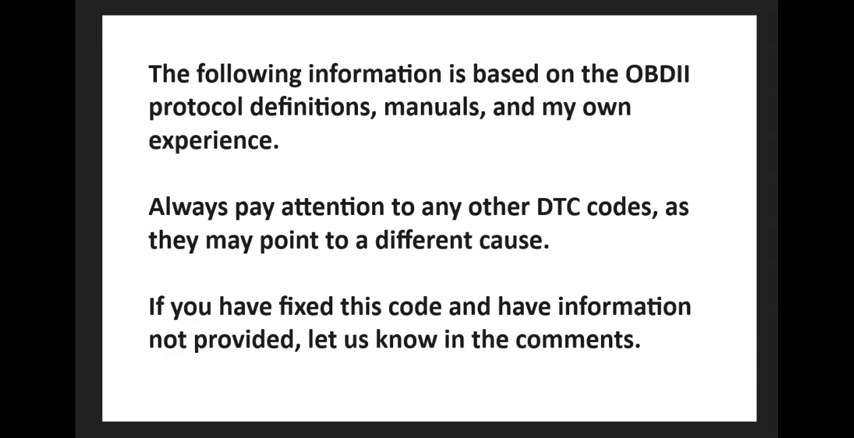 The following information is based on the OBDII
protocol definitions, manuals, and my own
experience.
Always pay attention to any other DTC codes, as
they may point to a different cause.
If you have fixed this code and have information
not provided, let us know in the comments.